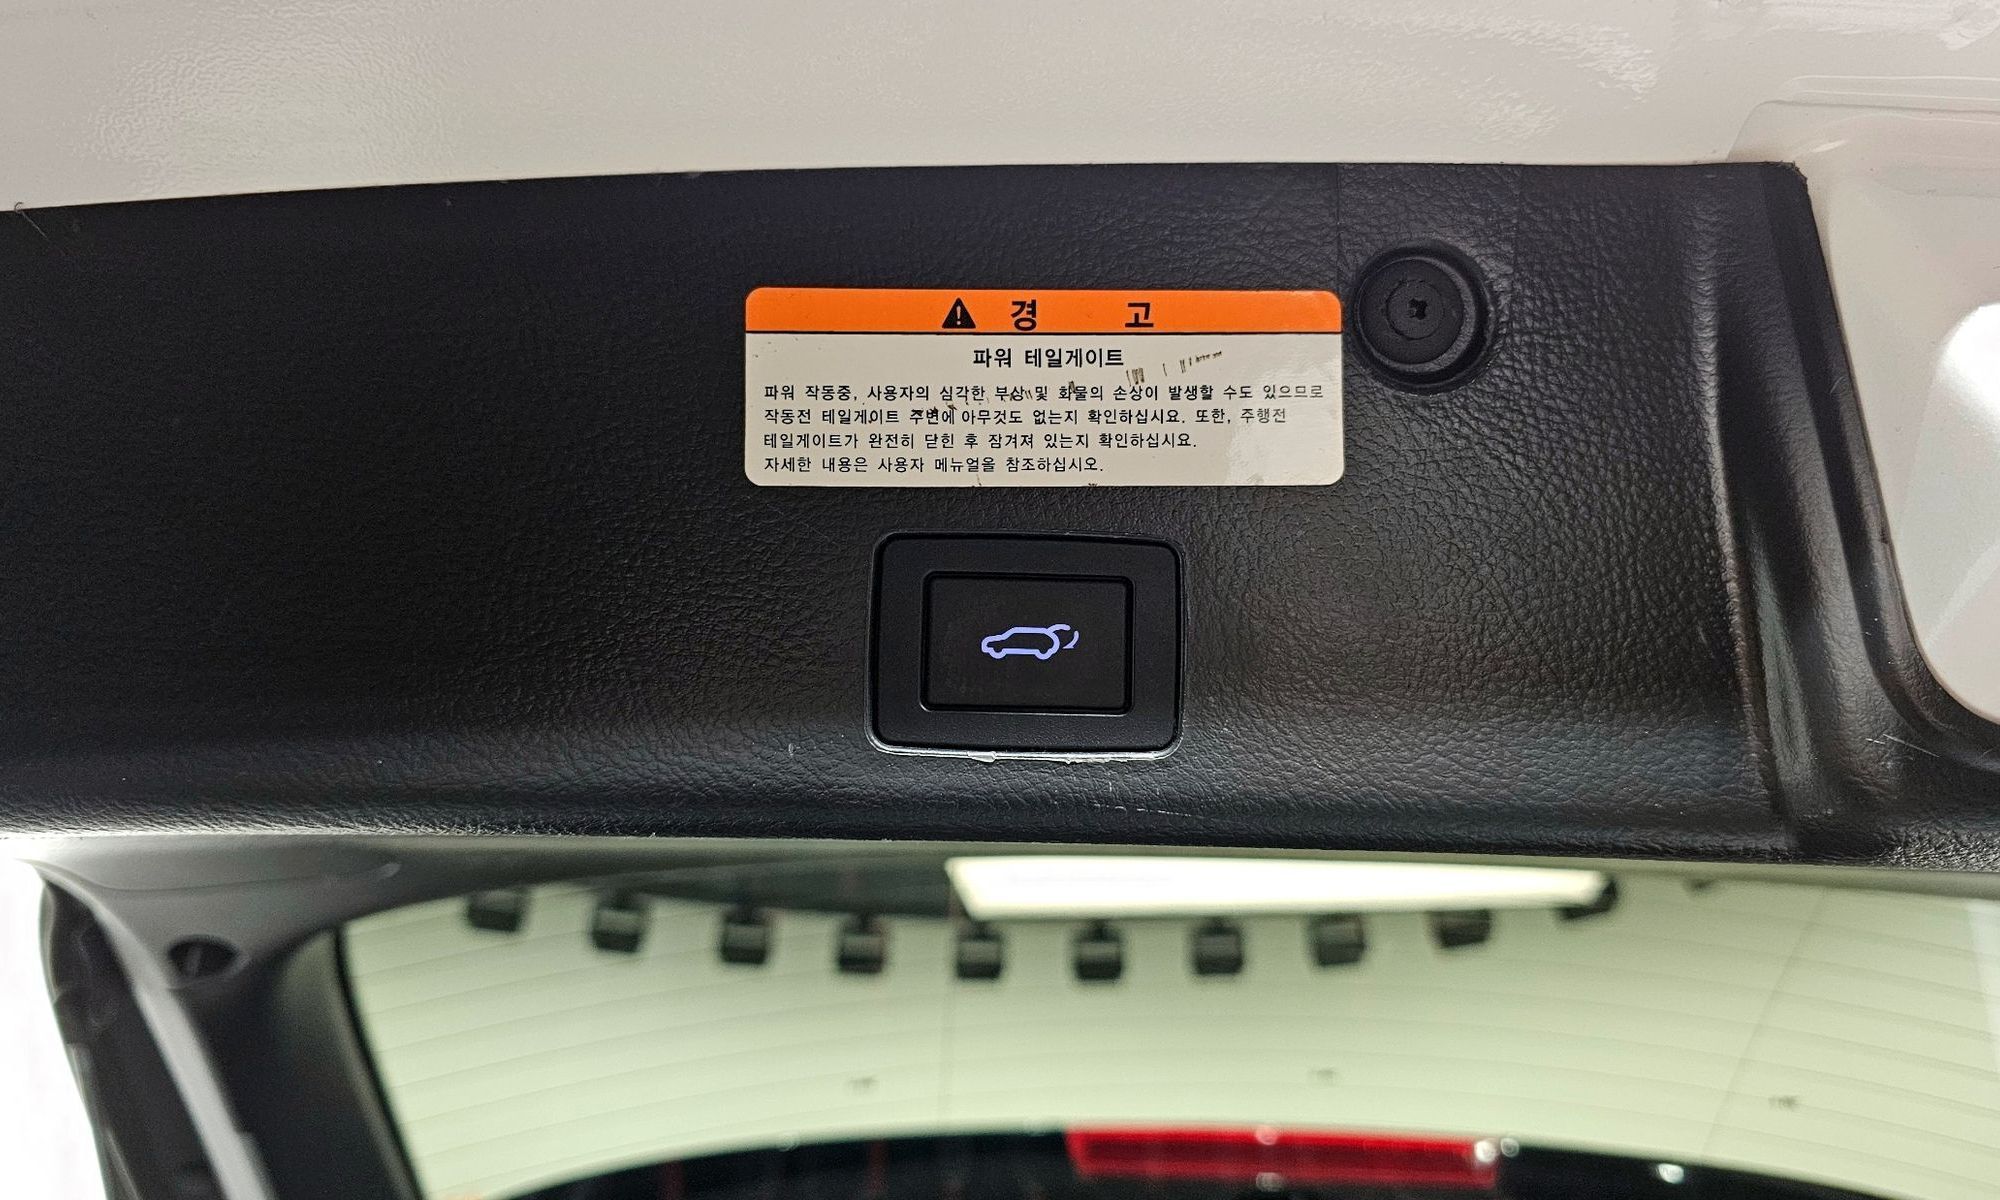 경 고
파워 테일게이트
파워 작동중, 사용자의 심각한 부상 및 화물의 손상이 발생할 수도 있으므로
작동전 테일게이트 주변에 아무것도 없는지 확인하십시요. 또한, 주행전
테일게이트가 완전히 닫힌 후 잠겨져 있는지 확인하십시요.
자세한 내용은 사용자 메뉴얼을 참조하십시오.